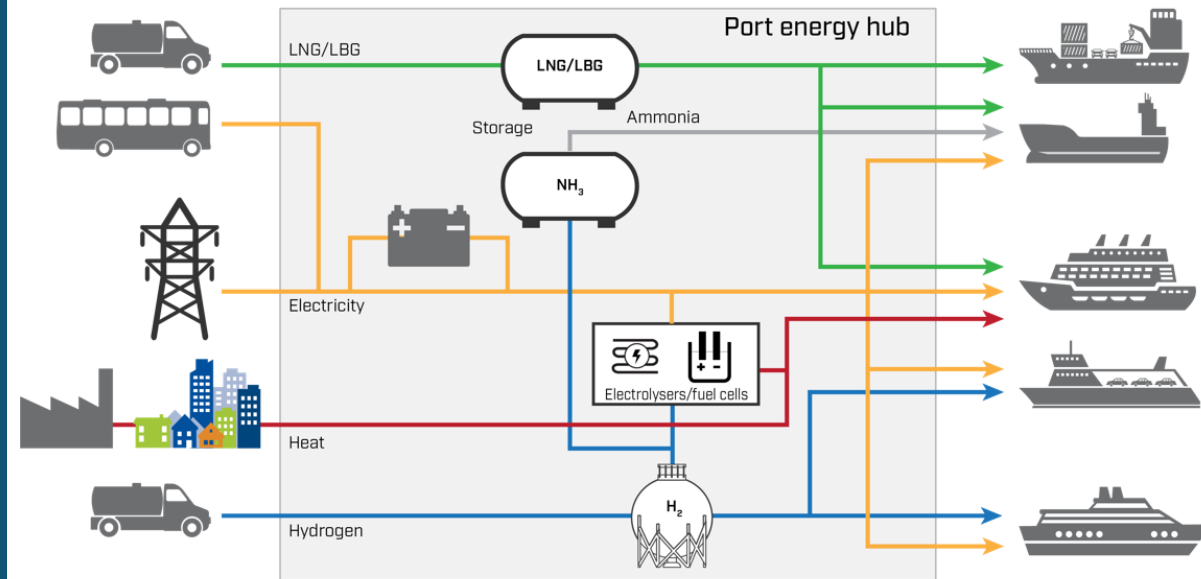 Port energy hub
LNG/LBG
LNG/LBG
Storage
Ammonia
NH₃
+ −
Electricity
+ -
Electrolysers/fuel cells
Heat
H₂
Hydrogen